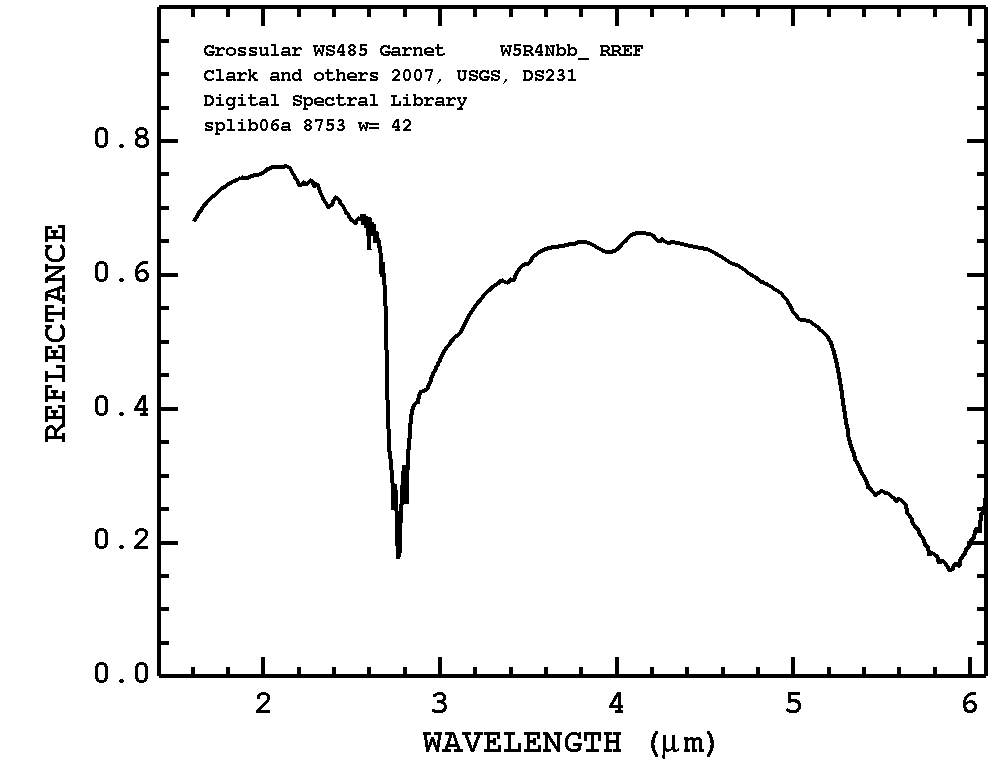 Grossular WS485 Garnet W5R4Nbb_ RREF
Clark and others 2007, USGS, DS231
Digital Spectral Library
splib06a 8753 w= 42
0.8
0.6
0.4
0.2
0.0
REFLECTANCE
2 3 4 5 6
WAVELENGTH (μm)